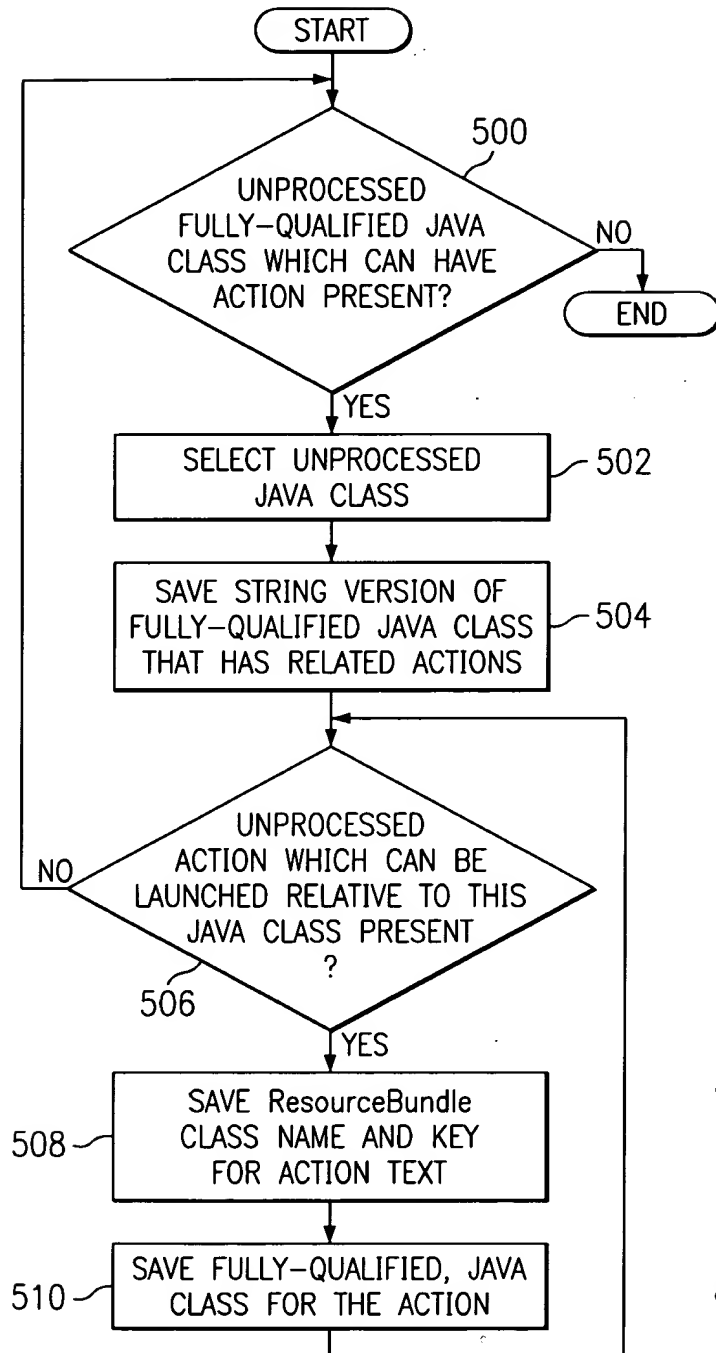 START
500
UNPROCESSED
FULLY-QUALIFIED JAVA
CLASS WHICH CAN HAVE
ACTION PRESENT?
NO
END
YES
SELECT UNPROCESSED
JAVA CLASS
502
SAVE STRING VERSION OF
FULLY-QUALIFIED JAVA CLASS
THAT HAS RELATED ACTIONS
504
UNPROCESSED
ACTION WHICH CAN BE
LAUNCHED RELATIVE TO THIS
JAVA CLASS PRESENT
?
NO
506
YES
SAVE ResourceBundle
CLASS NAME AND KEY
FOR ACTION TEXT
508
SAVE FULLY-QUALIFIED, JAVA
CLASS FOR THE ACTION
510